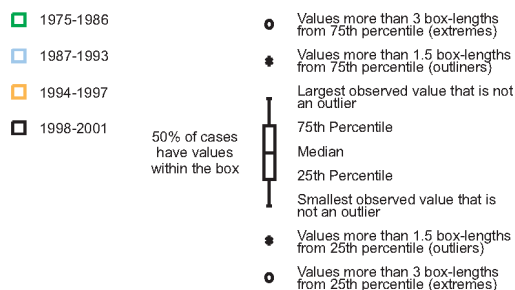 1975-1986
1987-1993
1994-1997
1998-2001
50% of cases
have values
within the box
Values more than 3 box-lengths
from 75th percentile (extremes)
Values more than 1.5 box-lengths
from 75th percentile (outliners)
Largest observed value that is not
an outlier
75th Percentile
Median
25th Percentile
Smallest observed value that is
not an outlier
Values more than 1.5 box-lengths
from 25th percentile (outliers)
Values more than 3 box-lengths
from 25th percentile (extremes)